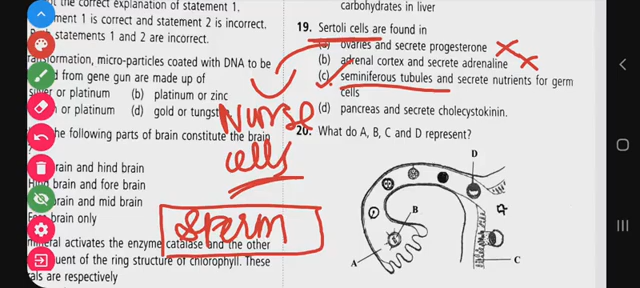 the correct explanation of statement 1.
ment 1 is correct and statement 2 is incorrect.
statements 1 and 2 are incorrect.
ansformation, micro-particles coated with DNA to be
d from gene gun are made up of
silver or platinum (b) platinum or zinc
or platinum (d) gold or tungst
the following parts of brain constitute the brain
brain and hind brain
brain and fore brain
brain and mid brain
brain only
mineral activates the enzyme catalase and the other
uent of the ring structure of chlorophyll. These
rals are respectively
Nurse
cells
Sperm
carbohydrates in liver
19. Sertoli cells are found in
(a) ovaries and secrete progesterone
(b) adrenal cortex and secrete adrenaline
(c) seminiferous tubules and secrete nutrients for germ
cells
(d) pancreas and secrete cholecystokinin.
20. What do A, B, C and D represent?
D
B
A
C